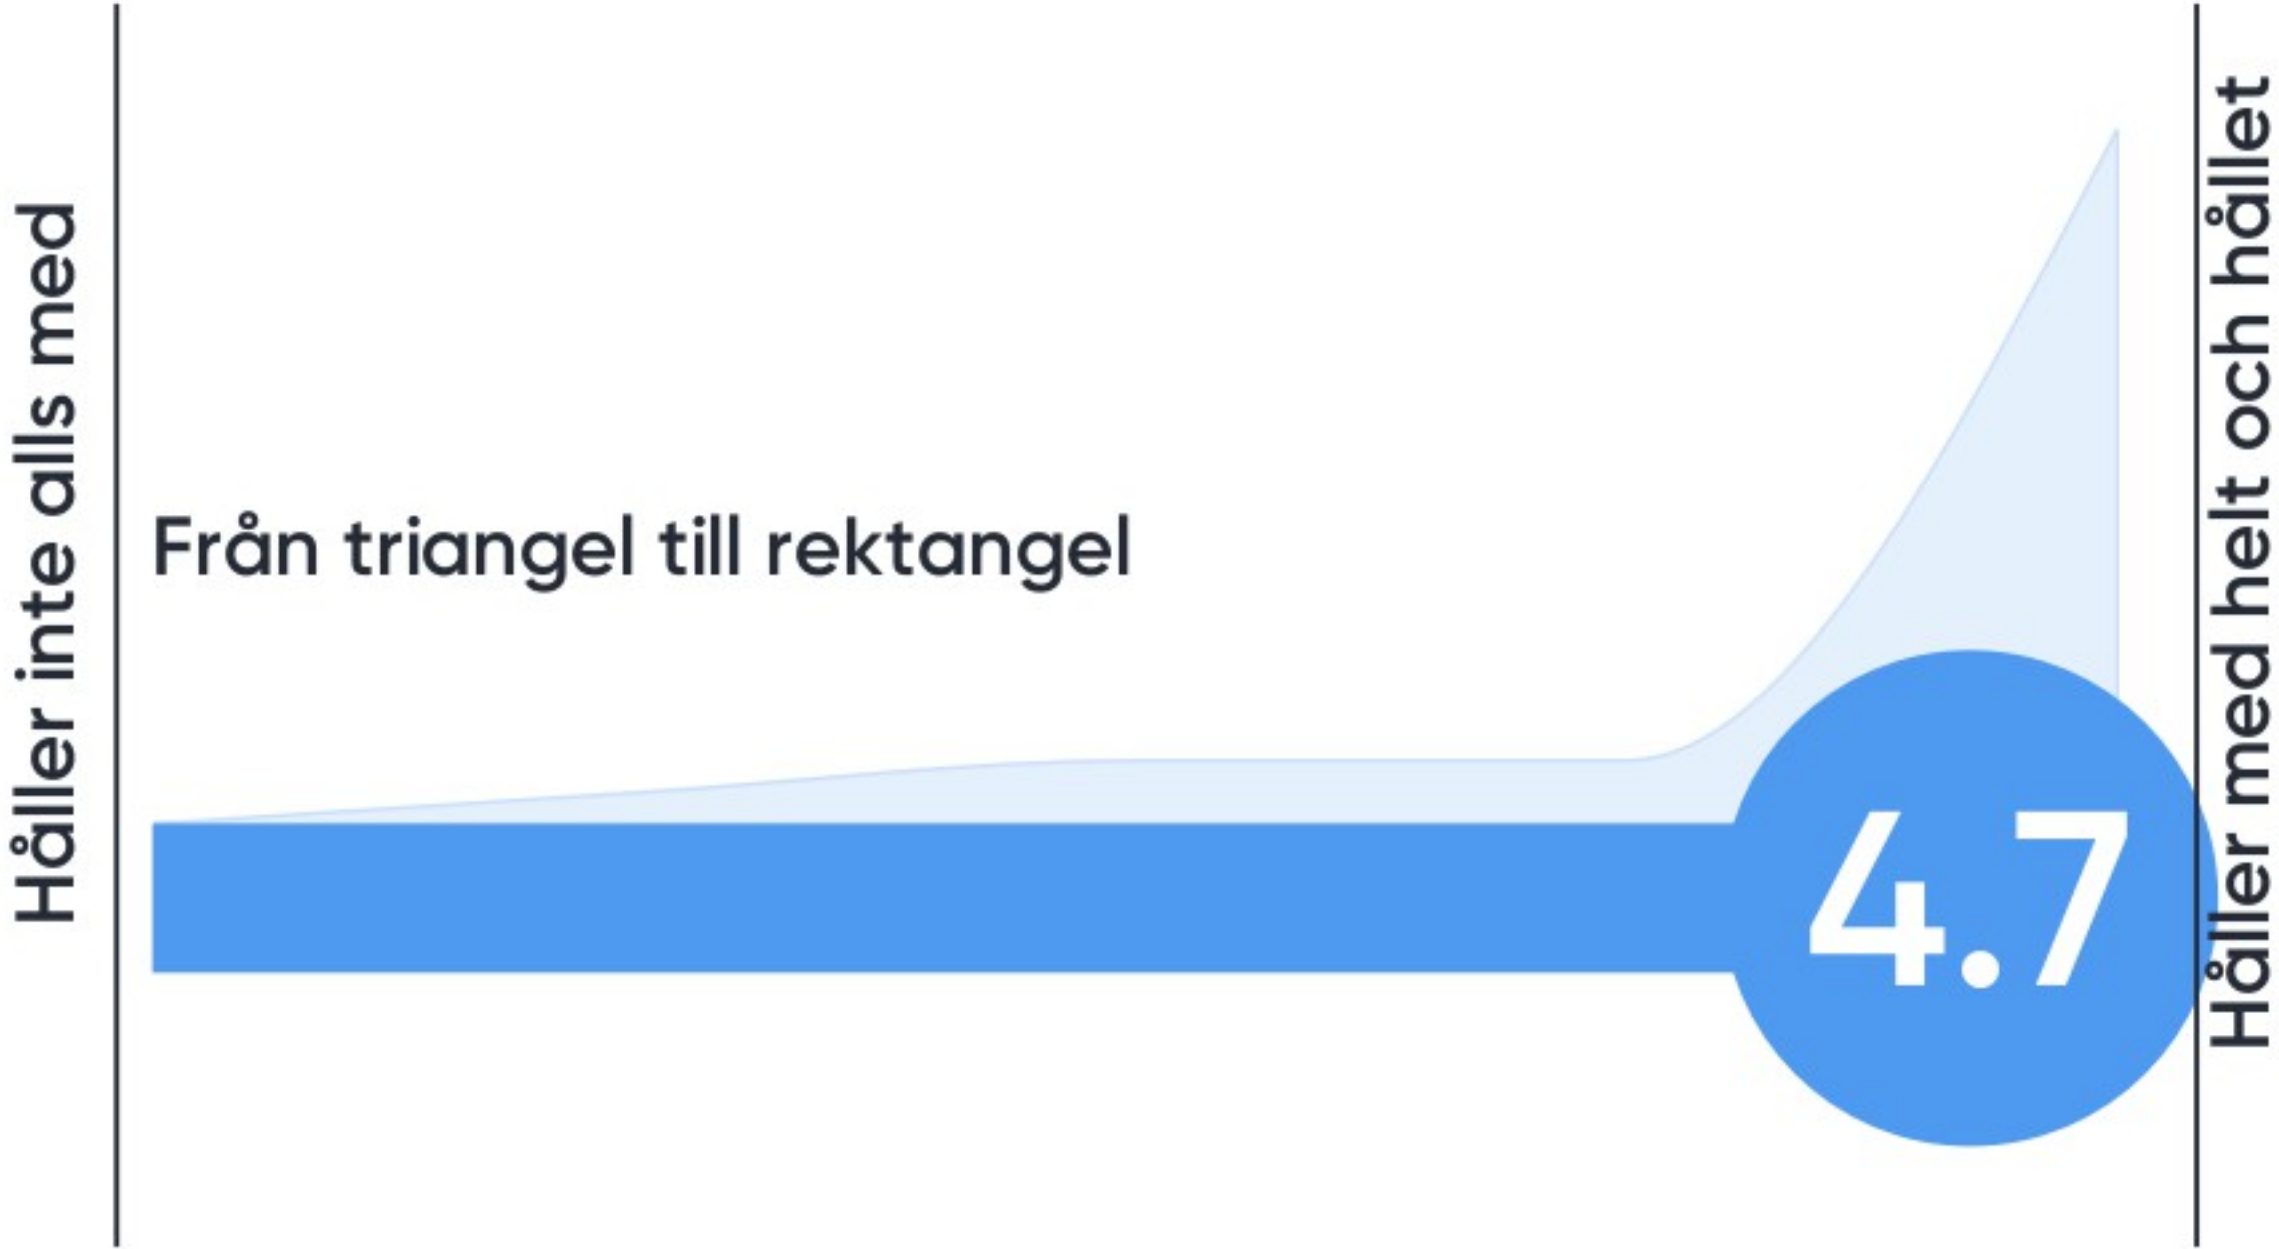 Håller inte alls med
Från triangel till rektangel
4.7
Håller med helt och hållet